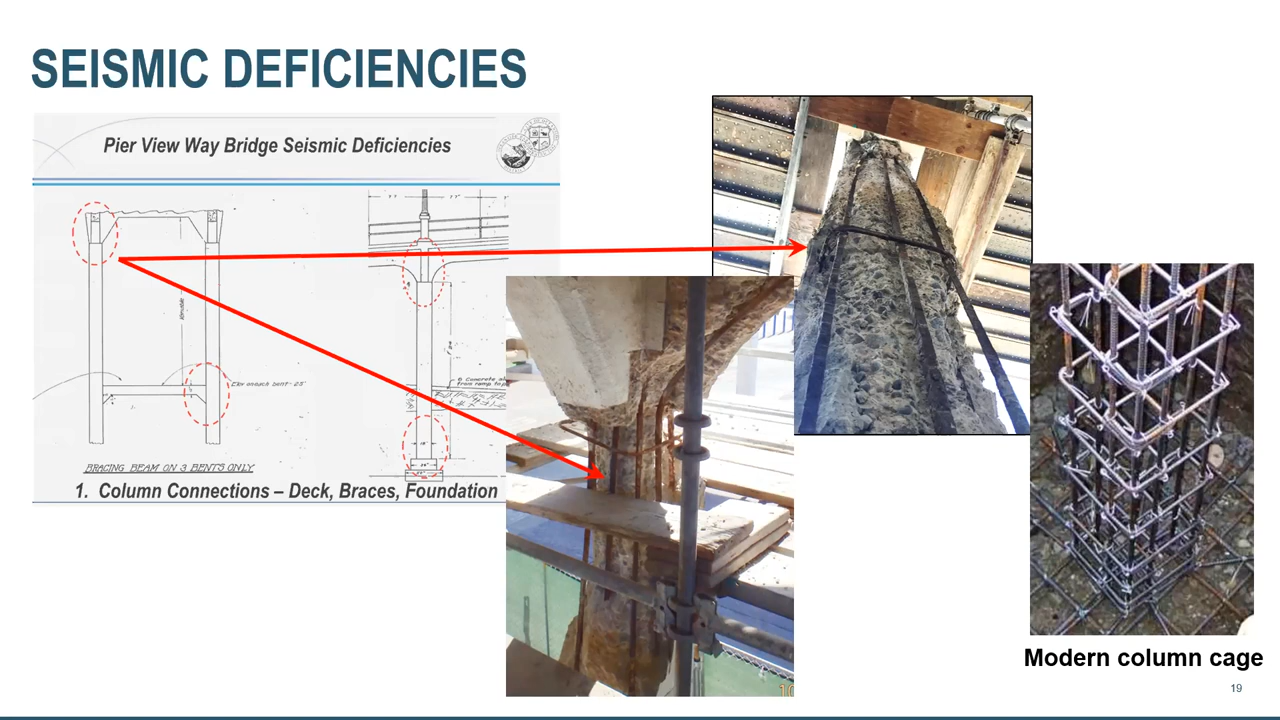 SEISMIC DEFICIENCIES
Pier View Way Bridge Seismic Deficiencies
BRACING BEAM ON 3 BENTS ONLY
1. Column Connections – Deck, Braces, Foundation
Modern column cage
19